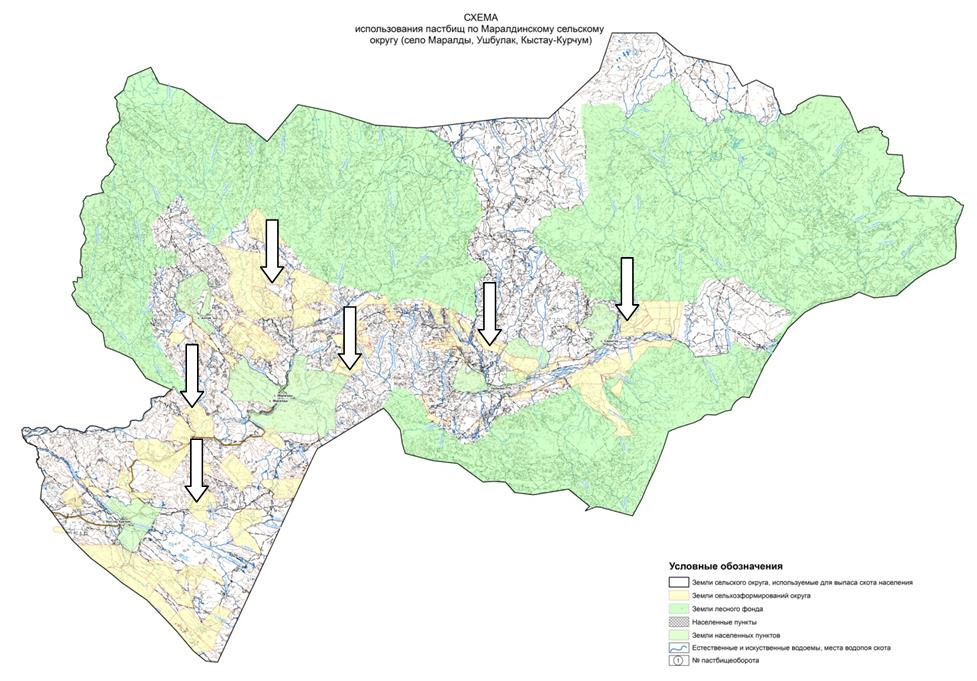 СХЕМА
использования пастбищ по Маралдинскому сельскому
округу (село Маралды, Ушбулак, Кыстау-Курчум)
Условные обозначения
Земли сельского округа, используемые для выпаса скота населения
Земли сельхозформирований округа
Земли лесного фонда
Населенные пункты
Земли населенных пунктов
Естественные и искуственные водоемы, места водопоя скота
1 № пастбищеоборота